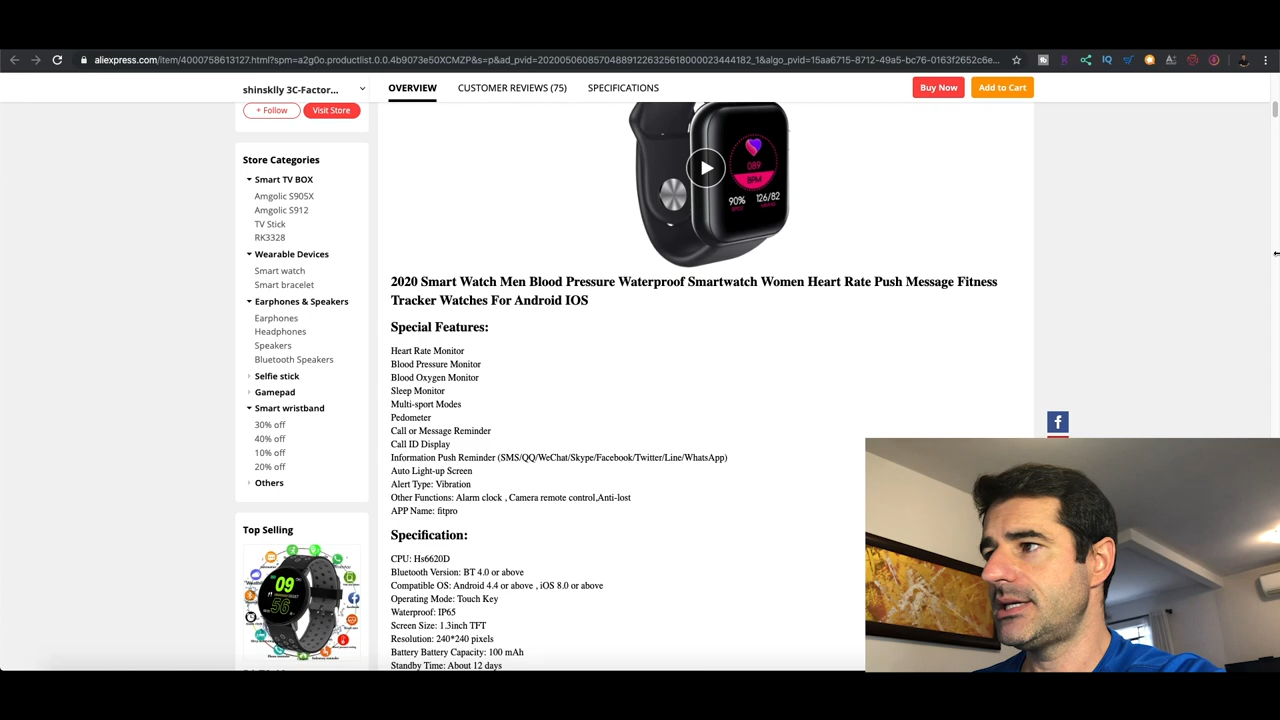 aliexpress.com/item/4000758613127.html?spm=a2g0o.productlist.0.0.4b9073e50XCMZP&s=p&ad_pvid=202005060857048891226325618000023444182_1&algo_pvid=15aa6715-8712-49a5-bc76-0163f2652c6e...
shinsklly 3C-Factor...
OVERVIEW
CUSTOMER REVIEWS (75)
SPECIFICATIONS
Buy Now
Add to Cart
+ Follow
Visit Store
Store Categories
Smart TV BOX
Amgolic S905X
Amgolic S912
TV Stick
RK3328
Wearable Devices
Smart watch
Smart bracelet
Earphones & Speakers
Earphones
Headphones
Speakers
Bluetooth Speakers
Selfie stick
Gamepad
Smart wristband
30% off
40% off
10% off
20% off
Others
Top Selling
09
56
089
BPM
90%
126/82
2020 Smart Watch Men Blood Pressure Waterproof Smartwatch Women Heart Rate Push Message Fitness
Tracker Watches For Android IOS
Special Features:
Heart Rate Monitor
Blood Pressure Monitor
Blood Oxygen Monitor
Sleep Monitor
Multi-sport Modes
Pedometer
Call or Message Reminder
Call ID Display
Information Push Reminder (SMS/QQ/WeChat/Skype/Facebook/Twitter/Line/WhatsApp)
Auto Light-up Screen
Alert Type: Vibration
Other Functions: Alarm clock , Camera remote control,Anti-lost
APP Name: fitpro
Specification:
CPU: Hs6620D
Bluetooth Version: BT 4.0 or above
Compatible OS: Android 4.4 or above , iOS 8.0 or above
Operating Mode: Touch Key
Waterproof: IP65
Screen Size: 1.3inch TFT
Resolution: 240*240 pixels
Battery Battery Capacity: 100 mAh
Standby Time: About 12 days